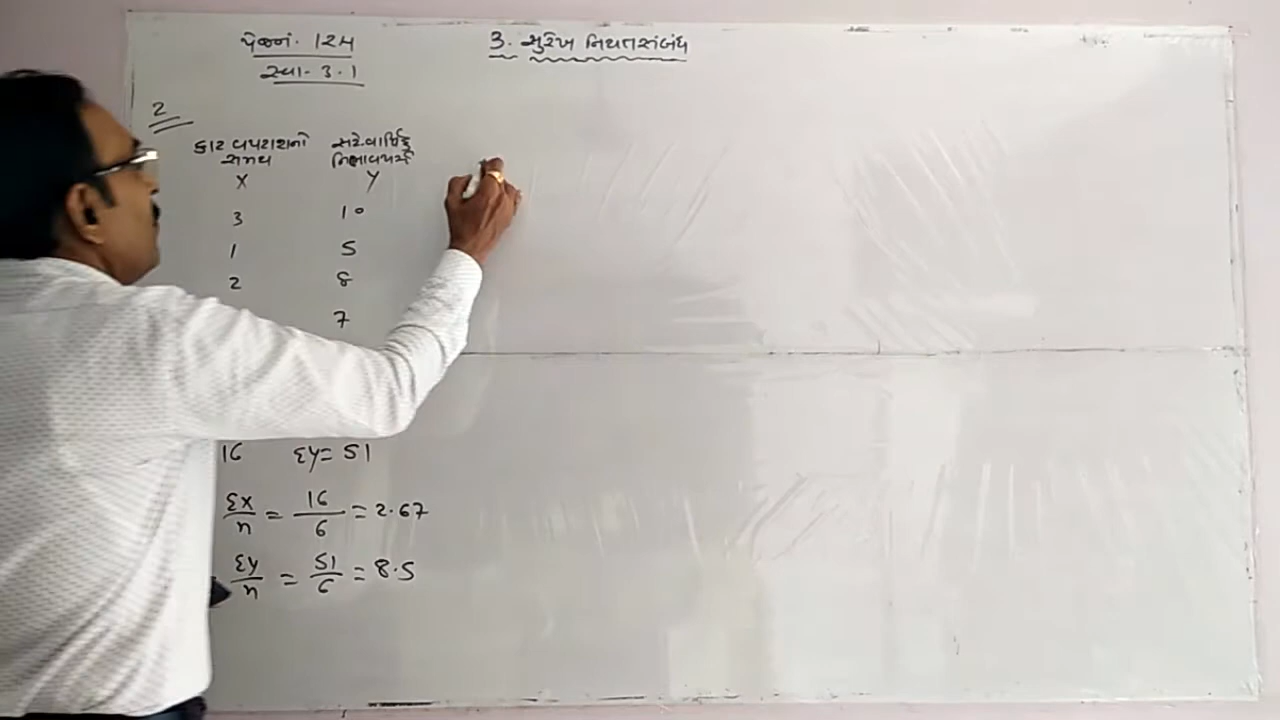 પેજનં. 124
સ્વા- 3.1
3. સુરેખ નિયતસંબંધ
2
કાર વપરાશનો સમય
સરેવાર્ષિક નિભાવખર્ચ
X Y
3 10
1 5
2 8
7
16 Σy= 51
Σx/n = 16/6 = 2.67
Σy/n = 51/6 = 8.5